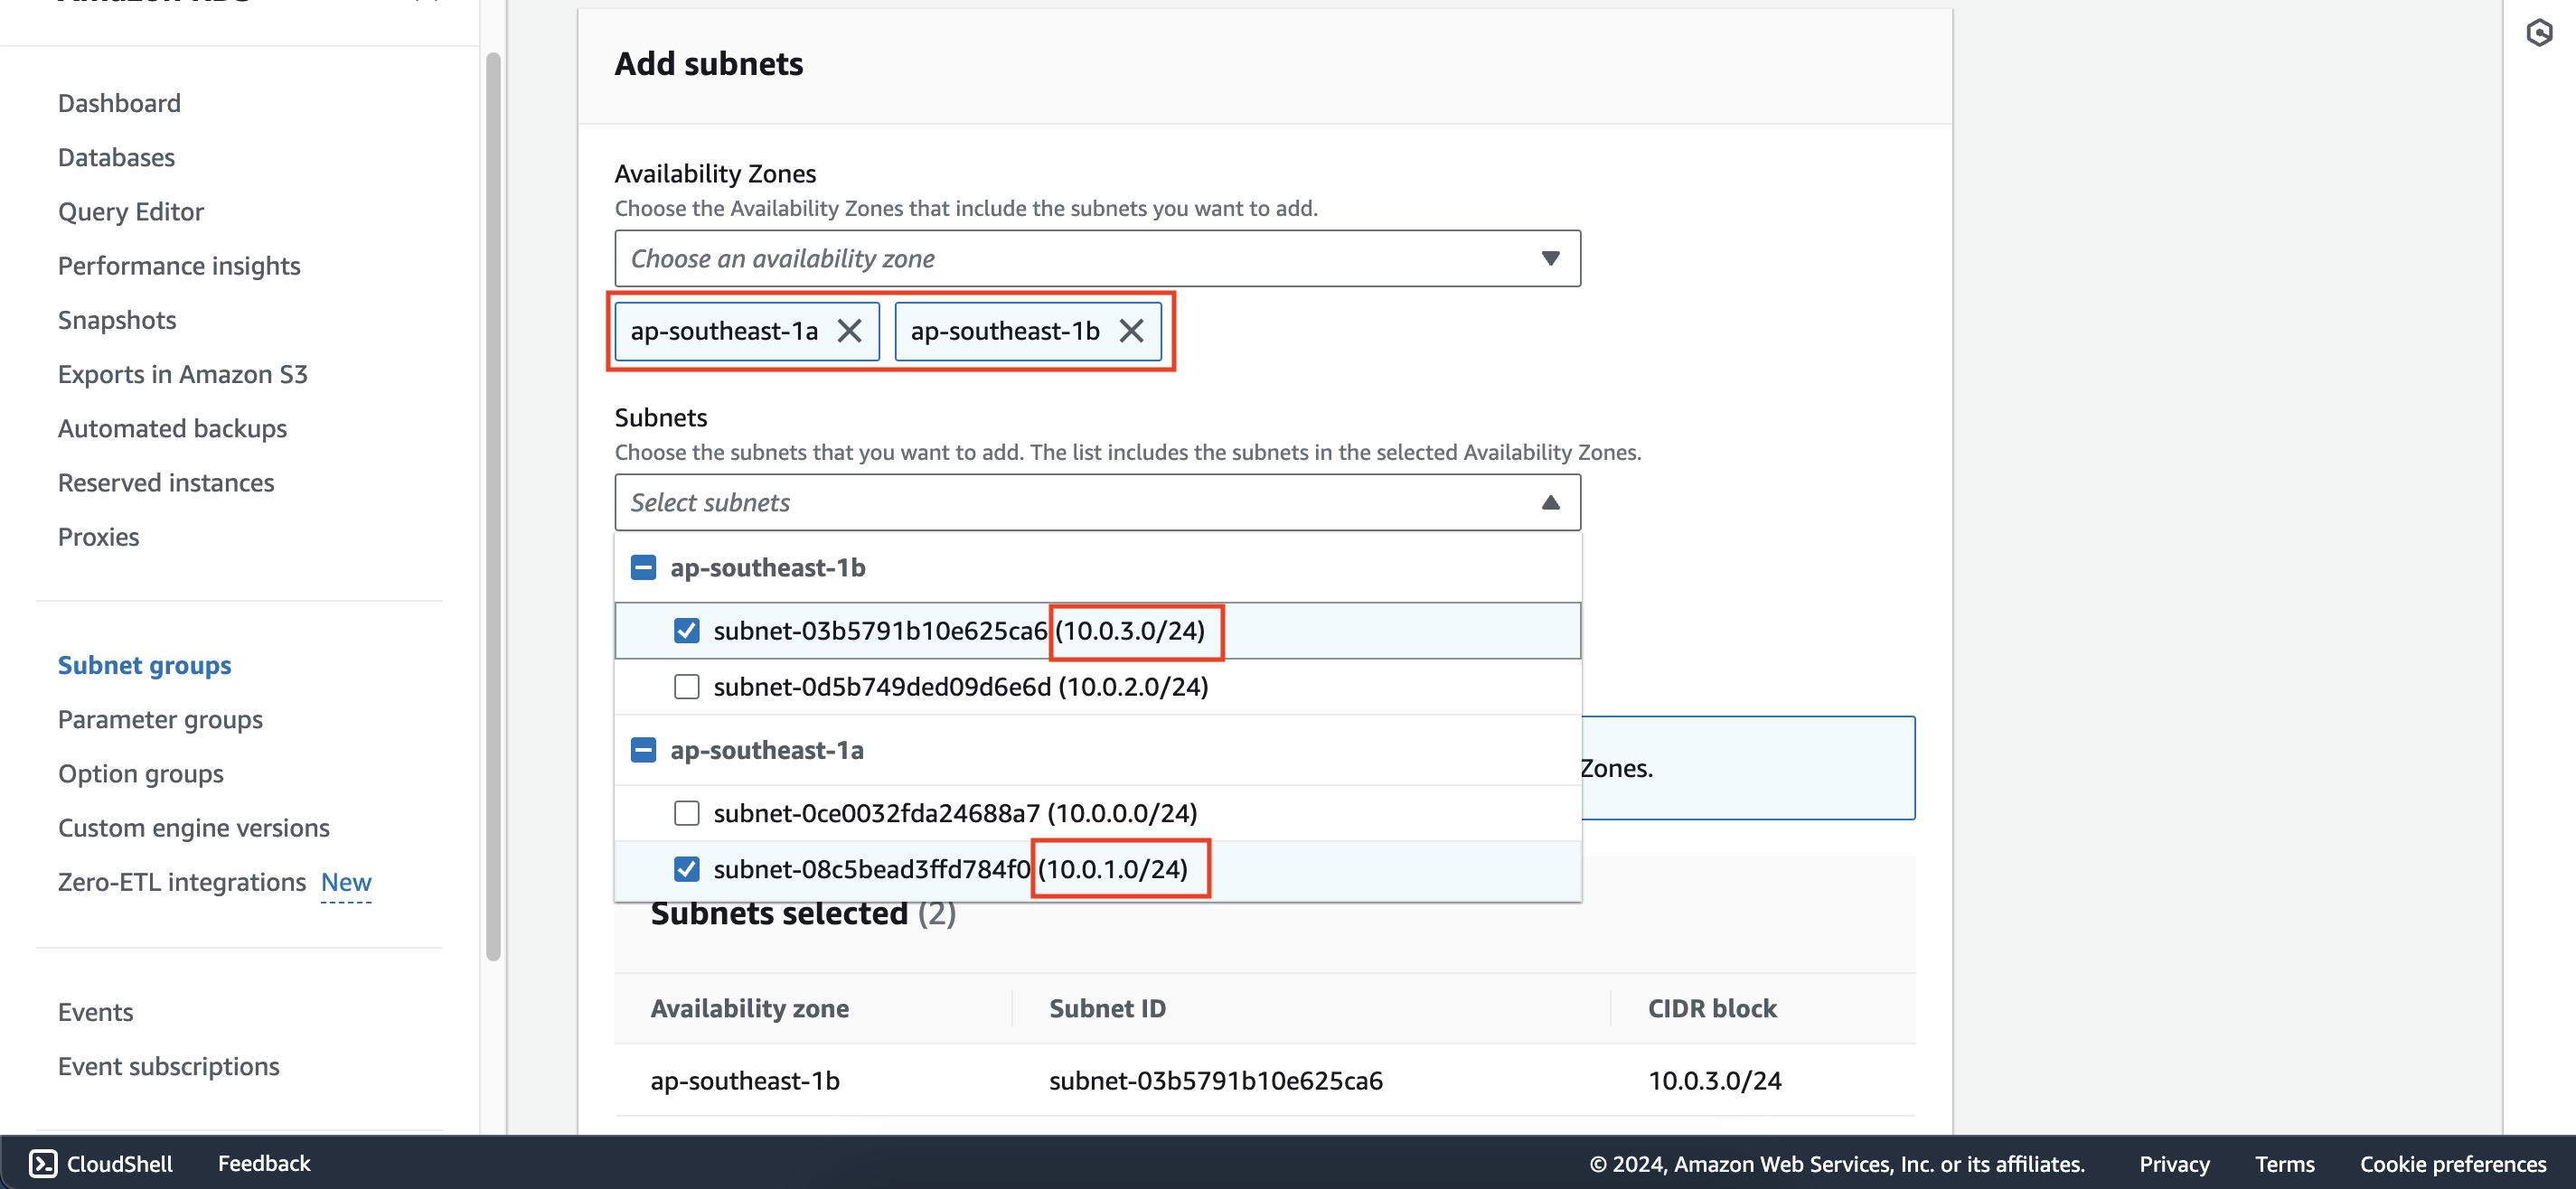 Dashboard
Databases
Query Editor
Performance insights
Snapshots
Exports in Amazon S3
Automated backups
Reserved instances
Proxies
Subnet groups
Parameter groups
Option groups
Custom engine versions
Zero-ETL integrations New
Events
Event subscriptions
Add subnets
Availability Zones
Choose the Availability Zones that include the subnets you want to add.
Choose an availability zone
ap-southeast-1a ap-southeast-1b
Subnets
Choose the subnets that you want to add. The list includes the subnets in the selected Availability Zones.
Select subnets
ap-southeast-1b
subnet-03b5791b10e625ca6 (10.0.3.0/24)
subnet-0d5b749ded09d6e6d (10.0.2.0/24)
ap-southeast-1a
subnet-0ce0032fda24688a7 (10.0.0.0/24)
subnet-08c5bead3ffd784f0 (10.0.1.0/24)
Zones.
Subnets selected (2)
Availability zone Subnet ID CIDR block
ap-southeast-1b subnet-03b5791b10e625ca6 10.0.3.0/24
CloudShell Feedback © 2024, Amazon Web Services, Inc. or its affiliates. Privacy Terms Cookie preferences